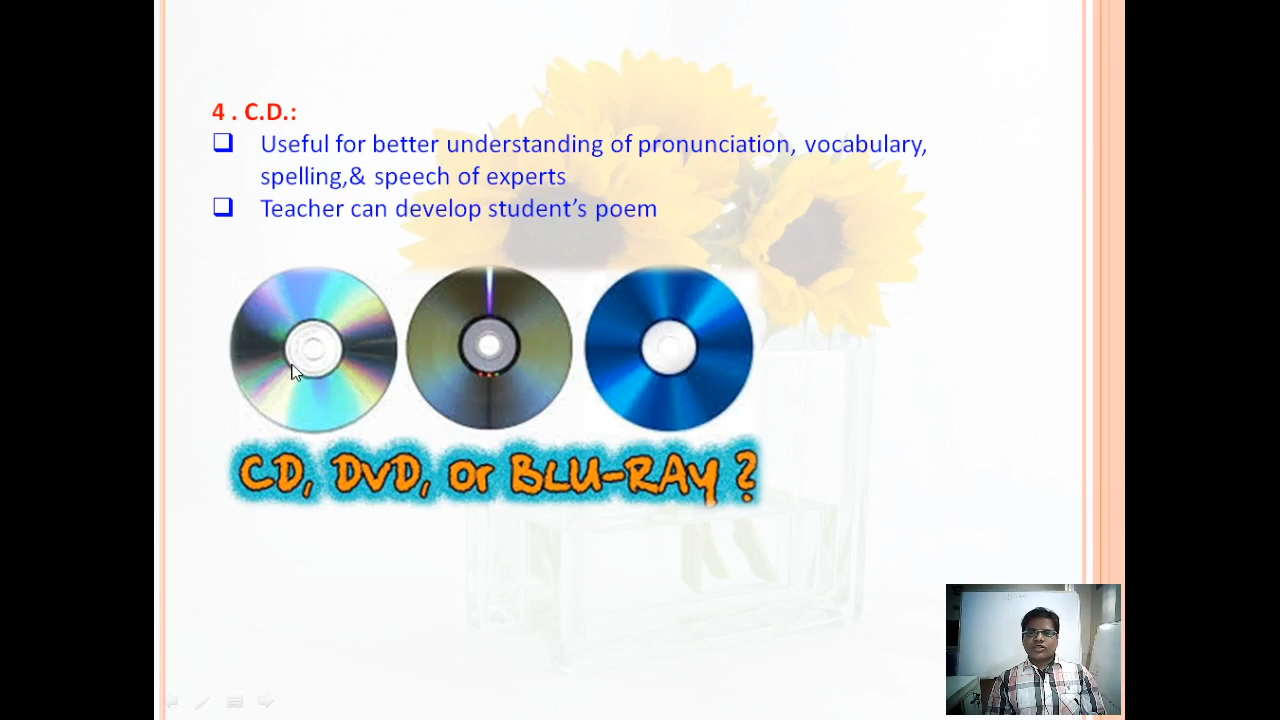 4 . C.D.:
Useful for better understanding of pronunciation, vocabulary,
spelling,& speech of experts
Teacher can develop student’s poem
CD, DVD, or BLU-RAY ?